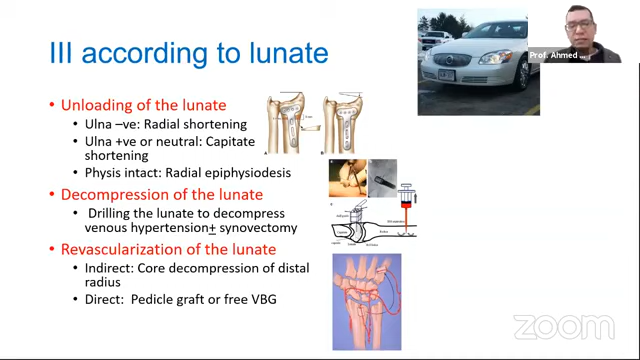 III according to lunate
Prof. Ahmed
• Unloading of the lunate
• Ulna –ve: Radial shortening
• Ulna +ve or neutral: Capitate
shortening
• Physis intact: Radial epiphysiodesis
• Decompression of the lunate
• Drilling the lunate to decompress
venous hypertension+ synovectomy
• Revascularization of the lunate
• Indirect: Core decompression of distal
radius
• Direct: Pedicle graft or free VBG
A
B
zoom